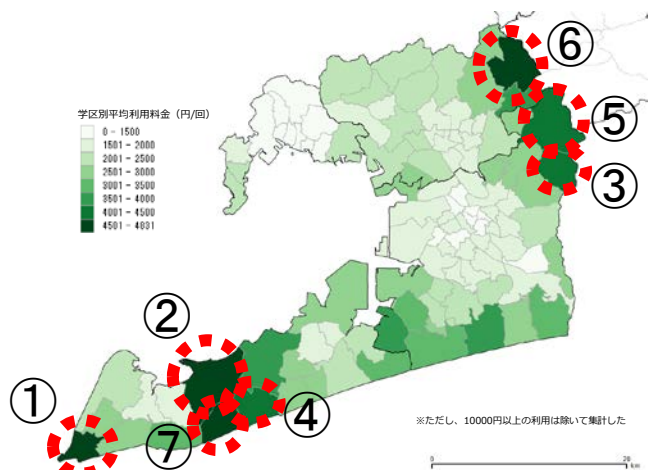 ⑥
学区別平均利用料金（円/回）
0 - 1500
1501 - 2000
2001 - 2500
2501 - 3000
3001 - 3500
3501 - 4000
4001 - 4500
4501 - 4831
⑤
③
②
①
④
⑦
※ただし、10000円以上の利用は除いて集計した
0 20
km